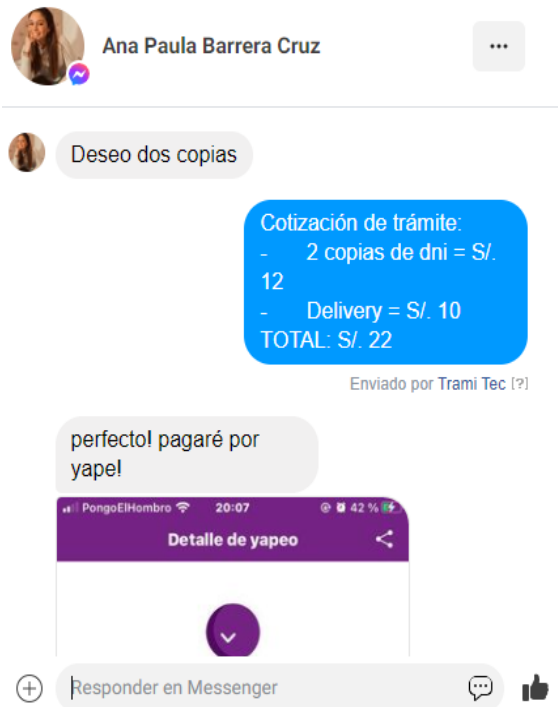 Ana Paula Barrera Cruz
Deseo dos copias
Cotización de trámite:
- 2 copias de dni = S/.
12
- Delivery = S/. 10
TOTAL: S/. 22
Enviado por Trami Tec [?]
perfecto! pagaré por
yape!
PongoElHombro 20:07 42 %
Detalle de yapeo
Responder en Messenger